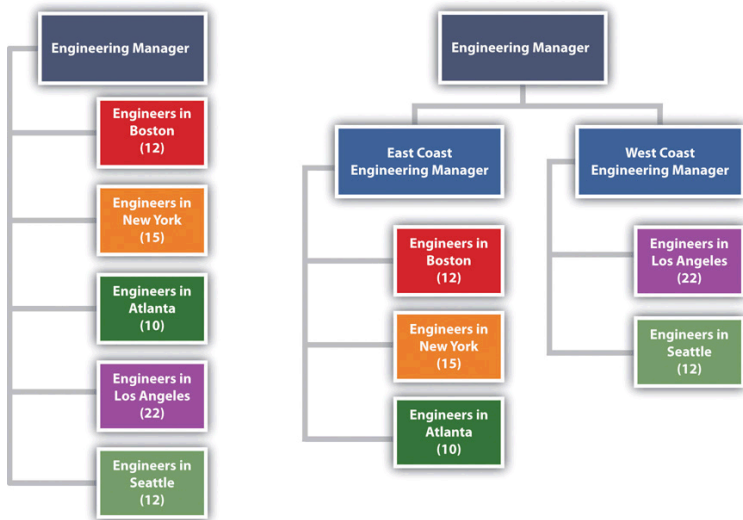 Engineering Manager
Engineers in
Boston
(12)
Engineers in
New York
(15)
Engineers in
Atlanta
(10)
Engineers in
Los Angeles
(22)
Engineers in
Seattle
(12)
Engineering Manager
East Coast
Engineering Manager
Engineers in
Boston
(12)
Engineers in
New York
(15)
Engineers in
Atlanta
(10)
West Coast
Engineering Manager
Engineers in
Los Angeles
(22)
Engineers in
Seattle
(12)